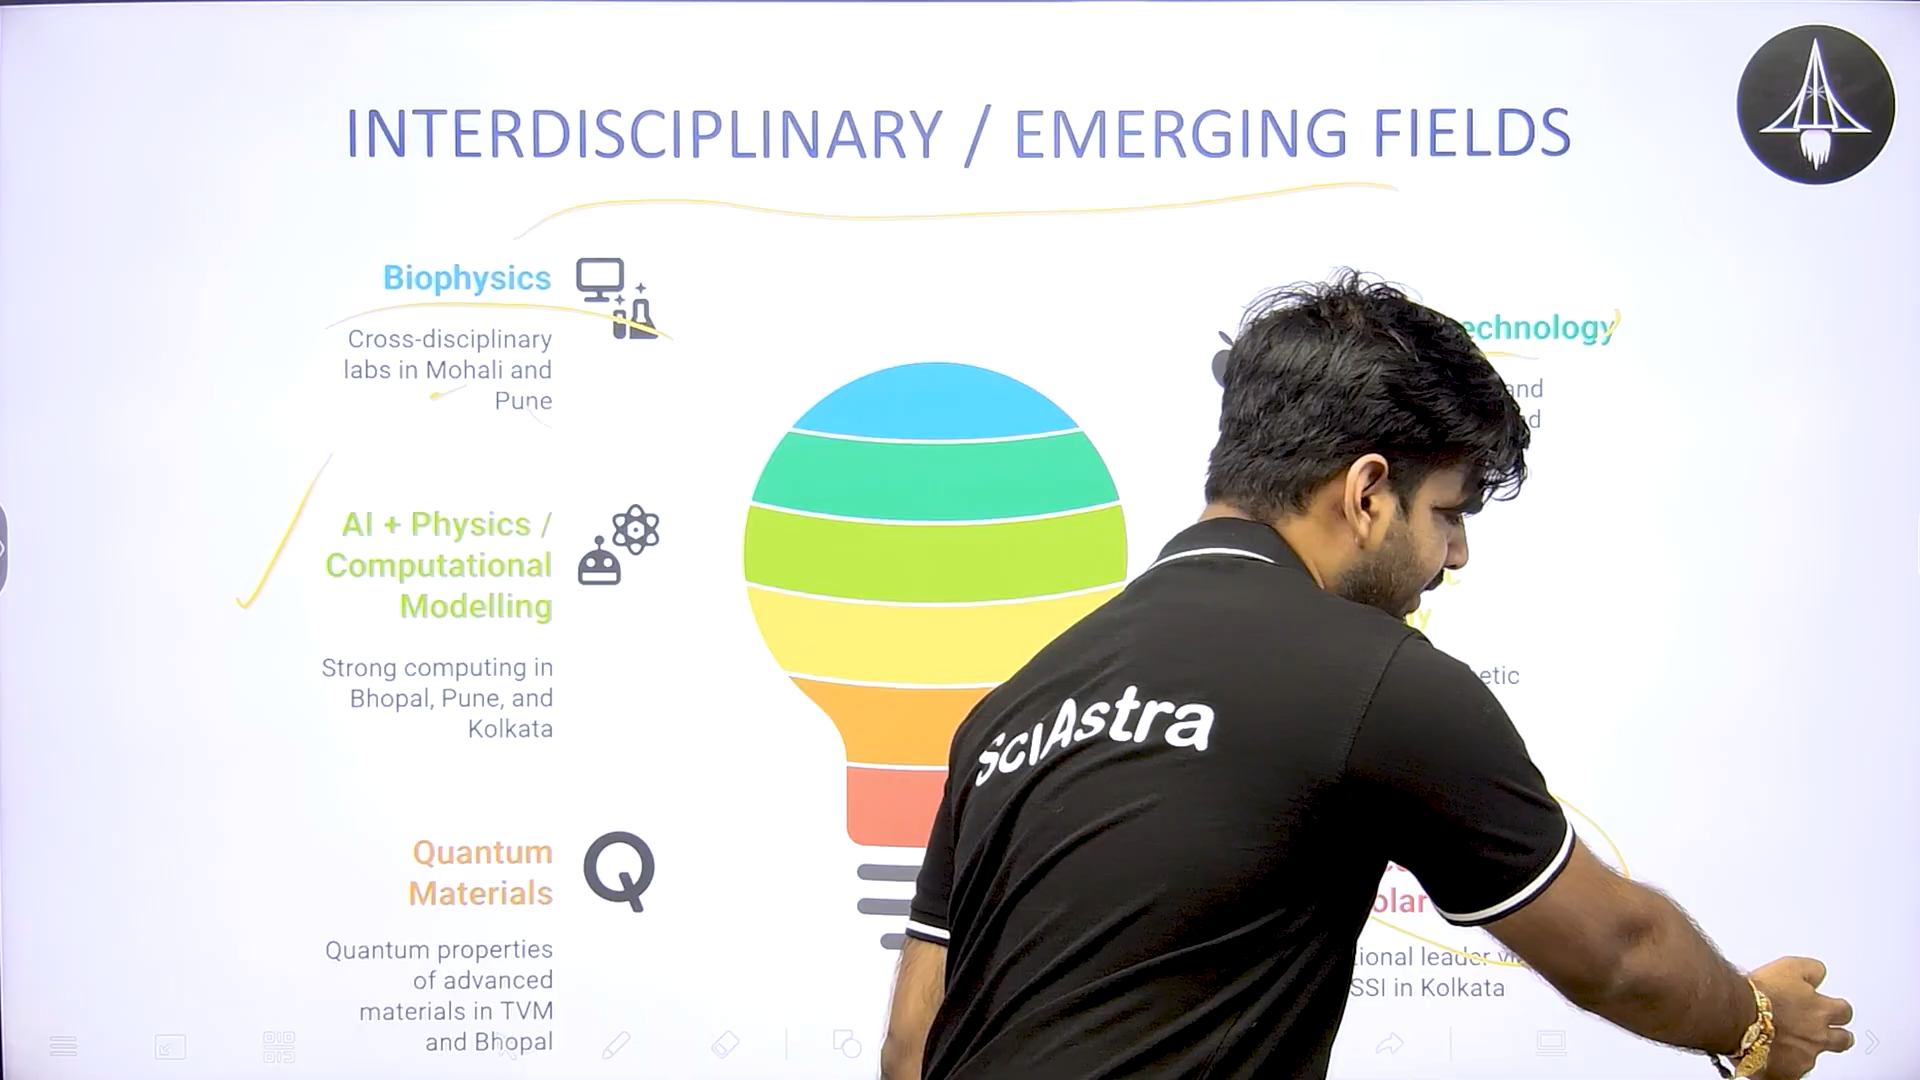 INTERDISCIPLINARY / EMERGING FIELDS
Biophysics
Cross-disciplinary
labs in Mohali and
Pune
AI + Physics /
Computational
Modelling
Strong computing in
Bhopal, Pune, and
Kolkata
Quantum
Materials
Quantum properties
of advanced
materials in TVM
and Bhopal
echnology
and
etic
olar
tional leader
SSI in Kolkata
SciAstra